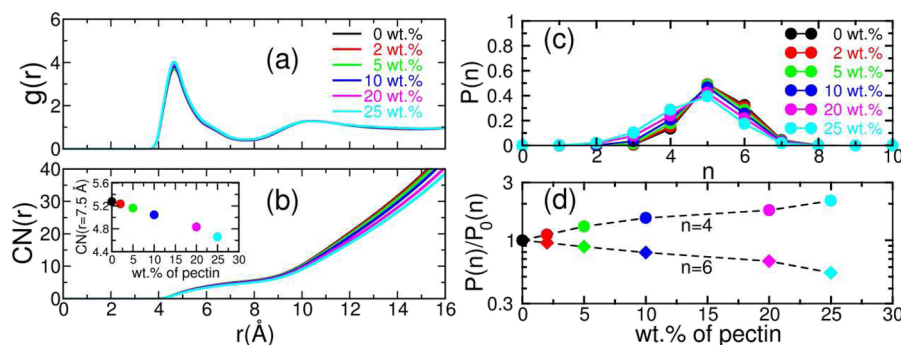 6
4
2
0
g(r)
(a)
0 wt.%
2 wt.%
5 wt.%
10 wt.%
20 wt.%
25 wt.%
40
30
20
10
0
CN(r)
(b)
5.6
5.2
4.8
4.4
CN(r=7.5 Å)
0 5 10 15 20 25 30
wt.% of pectin
0 2 4 6 8 10 12 14 16
r(Å)
1
0.8
0.6
0.4
0.2
0
P(n)
(c)
0 wt.%
2 wt.%
5 wt.%
10 wt.%
20 wt.%
25 wt.%
0 2 4 6 8 10
n
3
1
0.3
P(n)/P₀(n)
(d)
n=4
n=6
0 5 10 15 20 25 30
wt.% of pectin